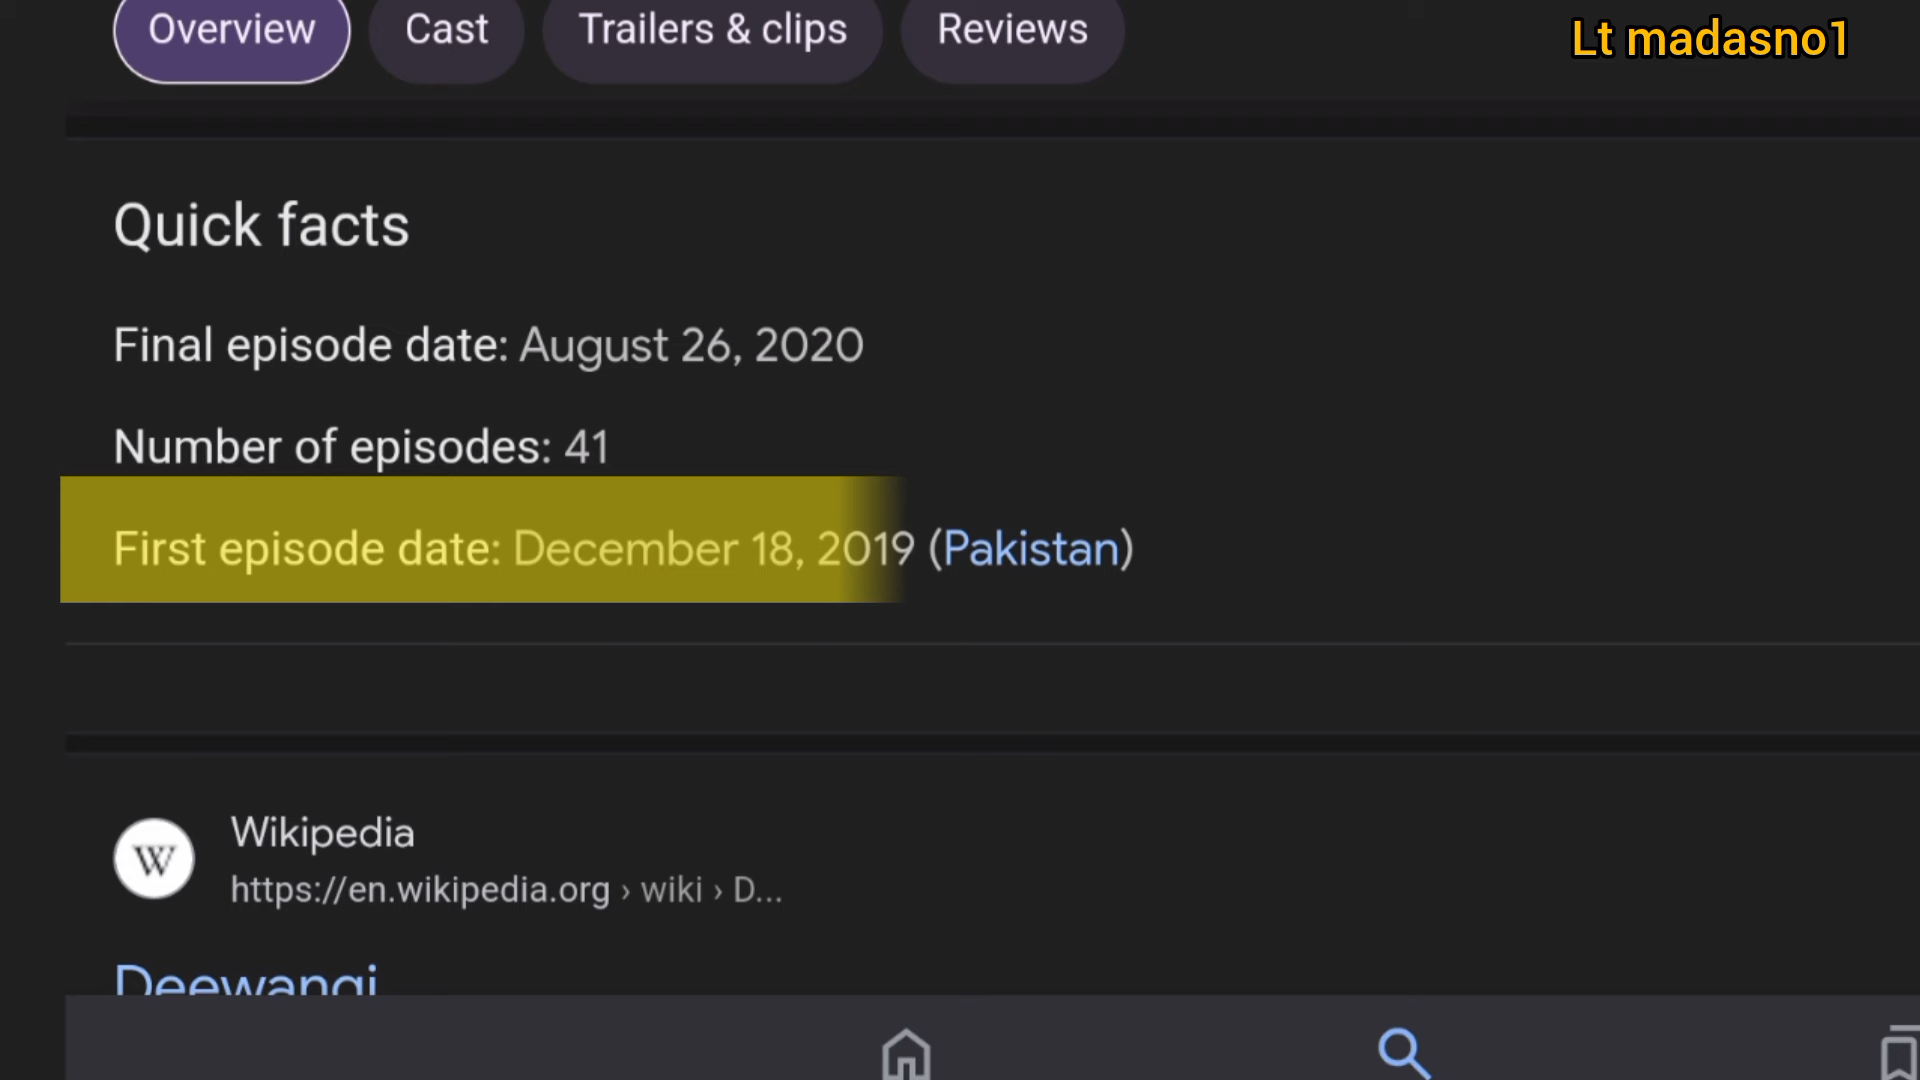 Overview Cast Trailers & clips Reviews
Lt madasno1
Quick facts
Final episode date: August 26, 2020
Number of episodes: 41
First episode date: December 18, 2019 (Pakistan)
W
Wikipedia
https://en.wikipedia.org › wiki › D...
Deewangi